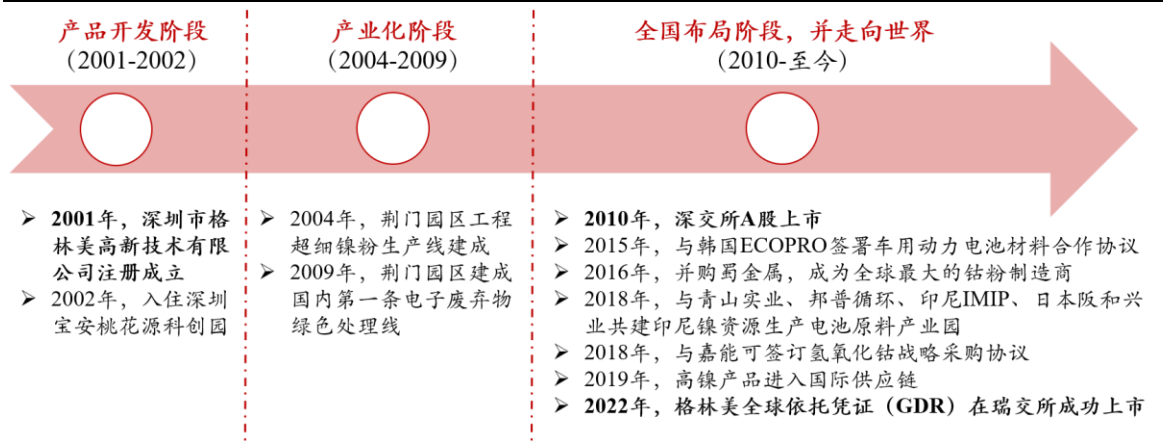 产品开发阶段
(2001-2002)
产业化阶段
(2004-2009)
全国布局阶段，并走向世界
（2010-至今）
➢ 2001年，深圳市格
林美高新技术有限
公司注册成立
➢ 2002年，入住深圳
宝安桃花源科创园
➢ 2004年，荆门园区工程
超细镍粉生产线建成
➢ 2009年，荆门园区建成
国内第一条电子废弃物
绿色处理线
➢ 2010年，深交所A股上市
➢ 2015年，与韩国ECOPRO签署车用动力电池材料合作协议
➢ 2016年，并购蜀金属，成为全球最大的钴粉制造商
➢ 2018年，与青山实业、邦普循环、印尼IMIP、日本阪和兴
业共建印尼镍资源生产电池原料产业园
➢ 2018年，与嘉能可签订氢氧化钴战略采购协议
➢ 2019年，高镍产品进入国际供应链
➢ 2022年，格林美全球依托凭证（GDR）在瑞交所成功上市